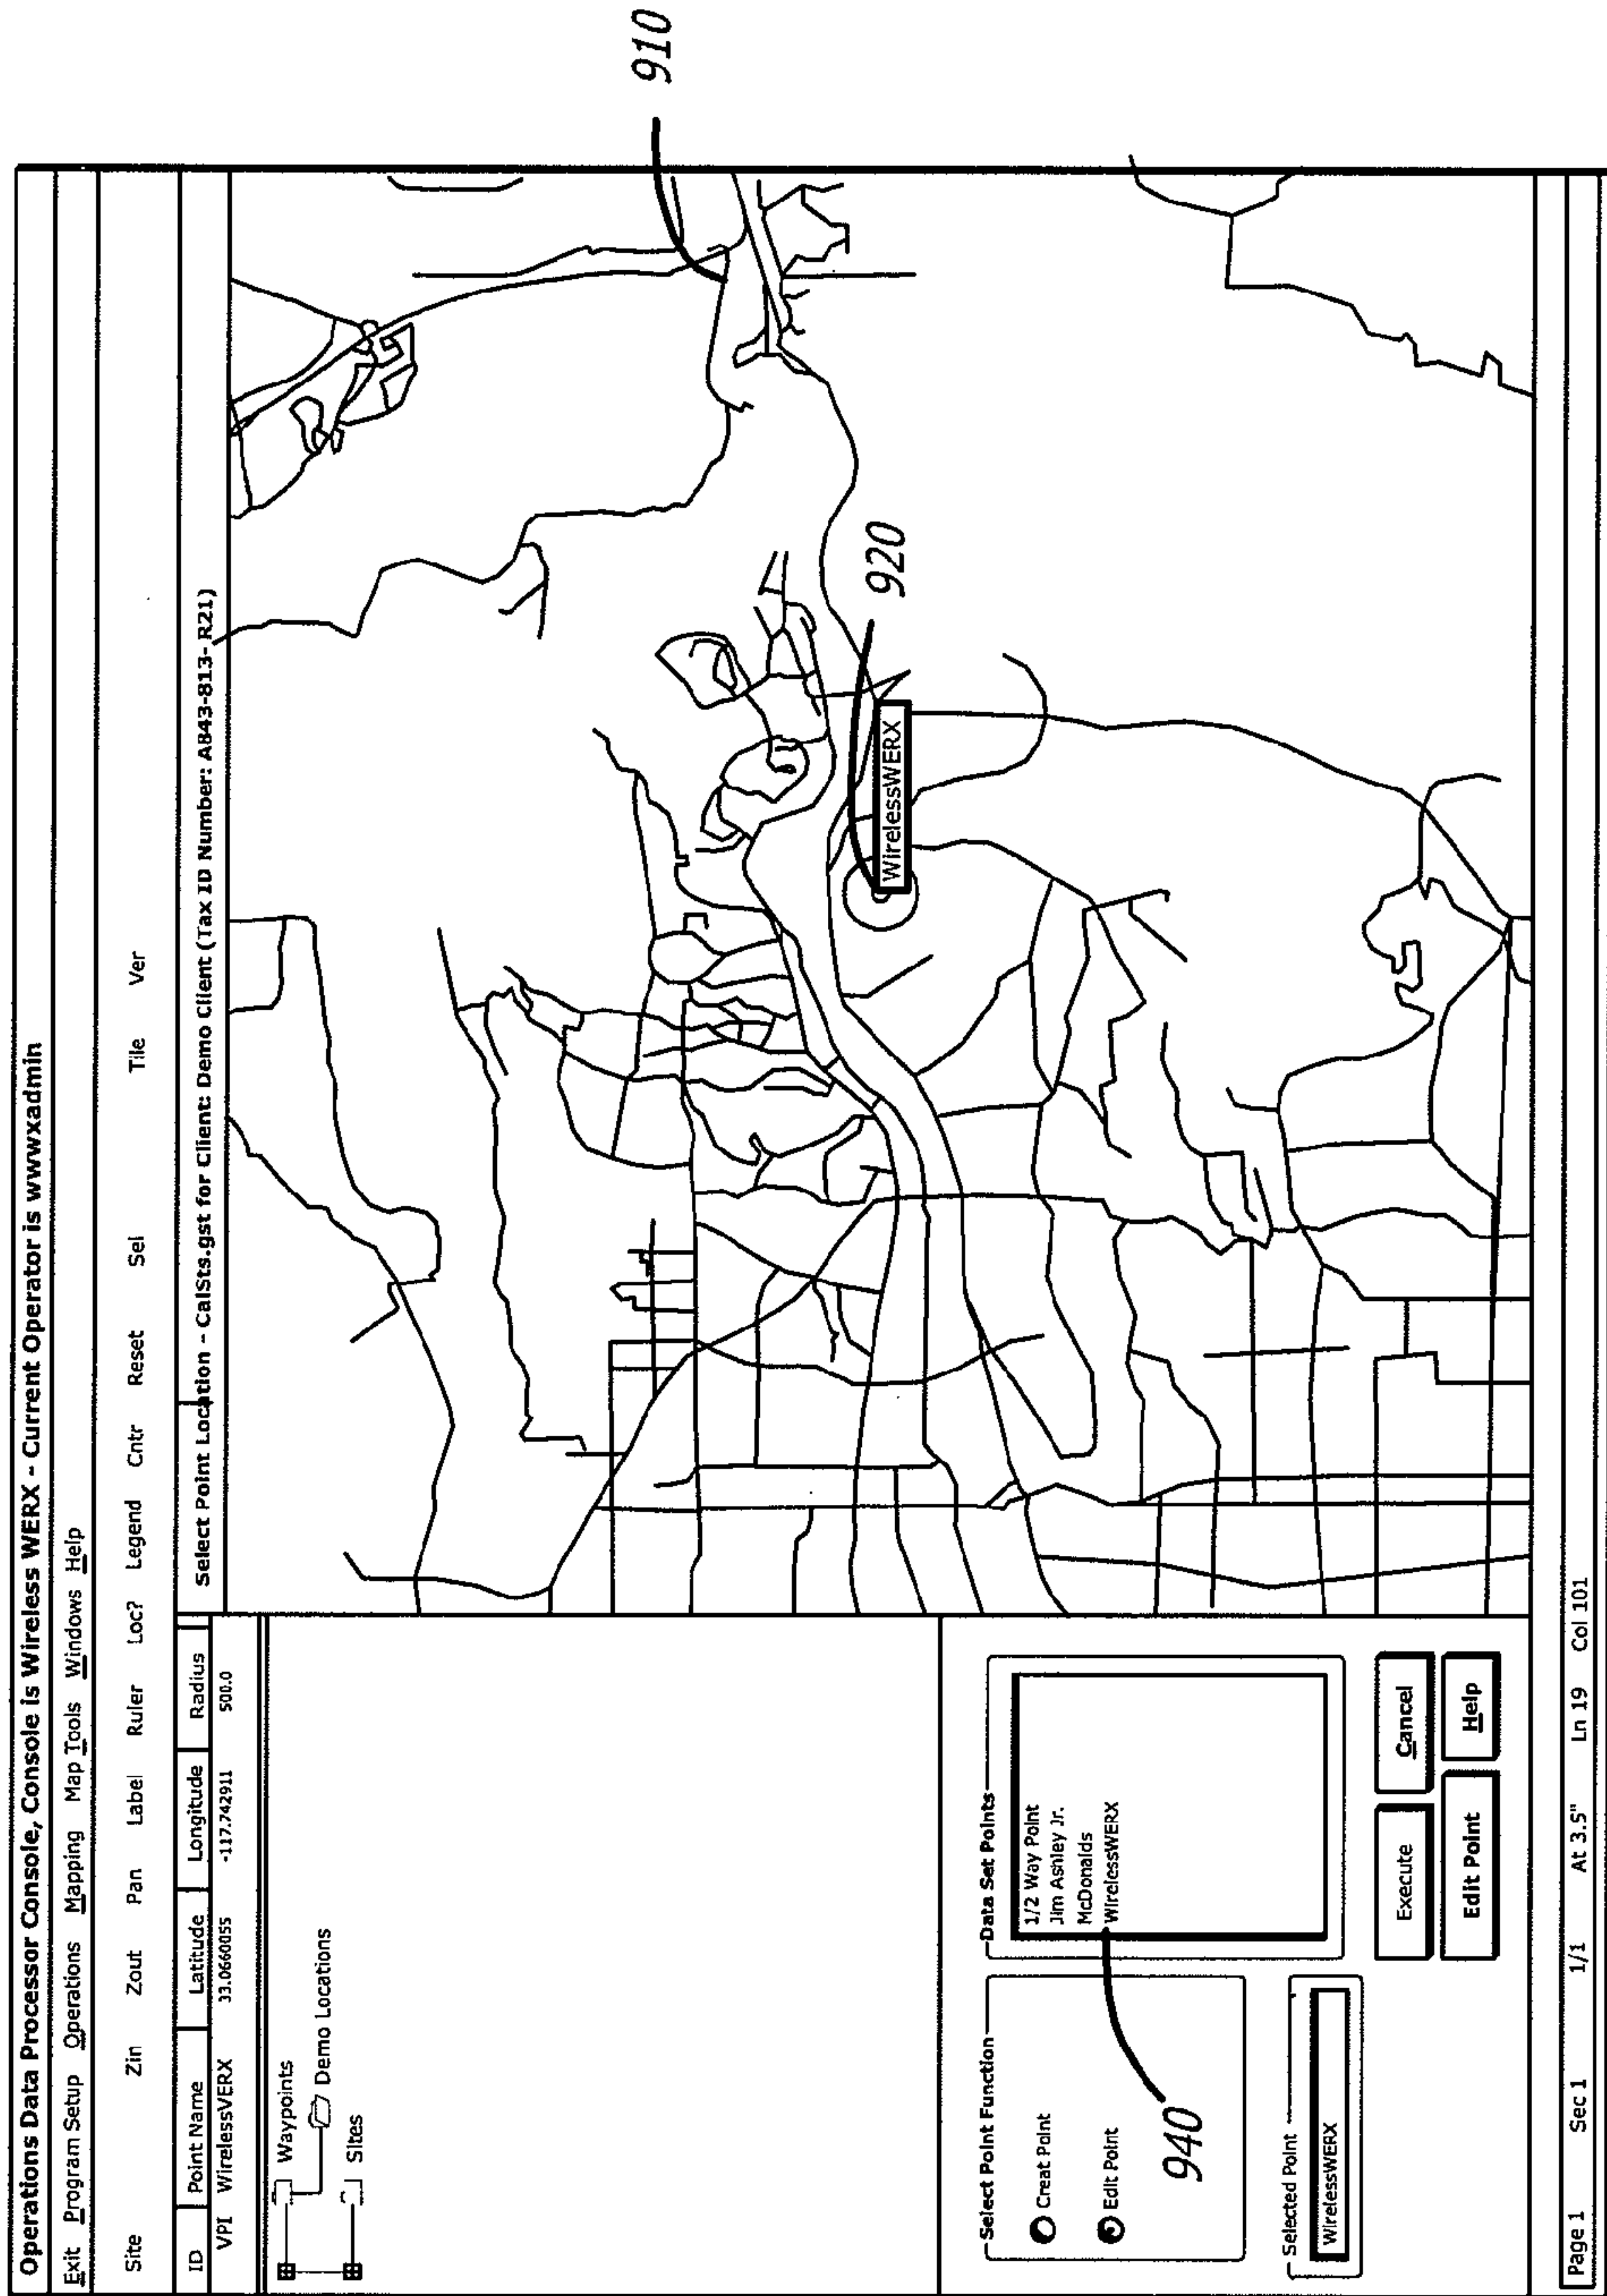 Operations Data Processor Console, Console is Wireless WERX - Current Operator is wwwxadmin
Exit Program Setup Operations Mapping Map Tools Windows Help
Site Zin Zout Pan Label Ruler Loc? Legend Cntr Reset Sel Tile Ver
ID Point Name Latitude Longitude Radius
VPI WirelessVERX 33.0660055 -117.742911 500.0
Select Point Location - CalSts.gst for Client: Demo Client (Tax ID Number: A843-813- R21)
Waypoints
Demo Locations
Sites
910
920
WirelessWERX
Select Point Function
Creat Point
Edit Point
940
Data Set Points
1/2 Way Point
Jim Ashley Jr.
McDonalds
WirelessWERX
Selected Point
WirelessWERX
Execute Cancel
Edit Point Help
Page 1 Sec 1 1/1 At 3.5" Ln 19 Col 101